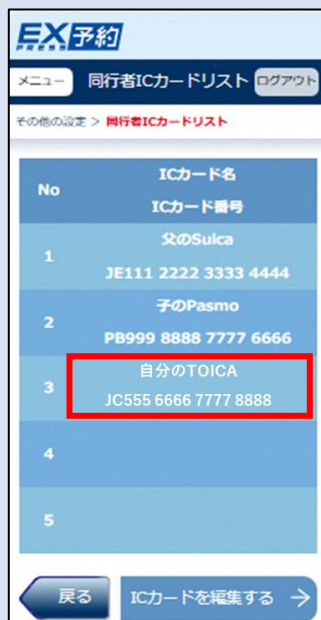 EX予約
PRESS
メニュー 同行者ICカードリスト ログアウト
その他の設定 > 同行者ICカードリスト
No ICカード名
ICカード番号
1 父のSuica
JE111 2222 3333 4444
2 子のPasmo
PB999 8888 7777 6666
3 自分のTOICA
JC555 6666 7777 8888
4
5
戻る ICカードを編集する →